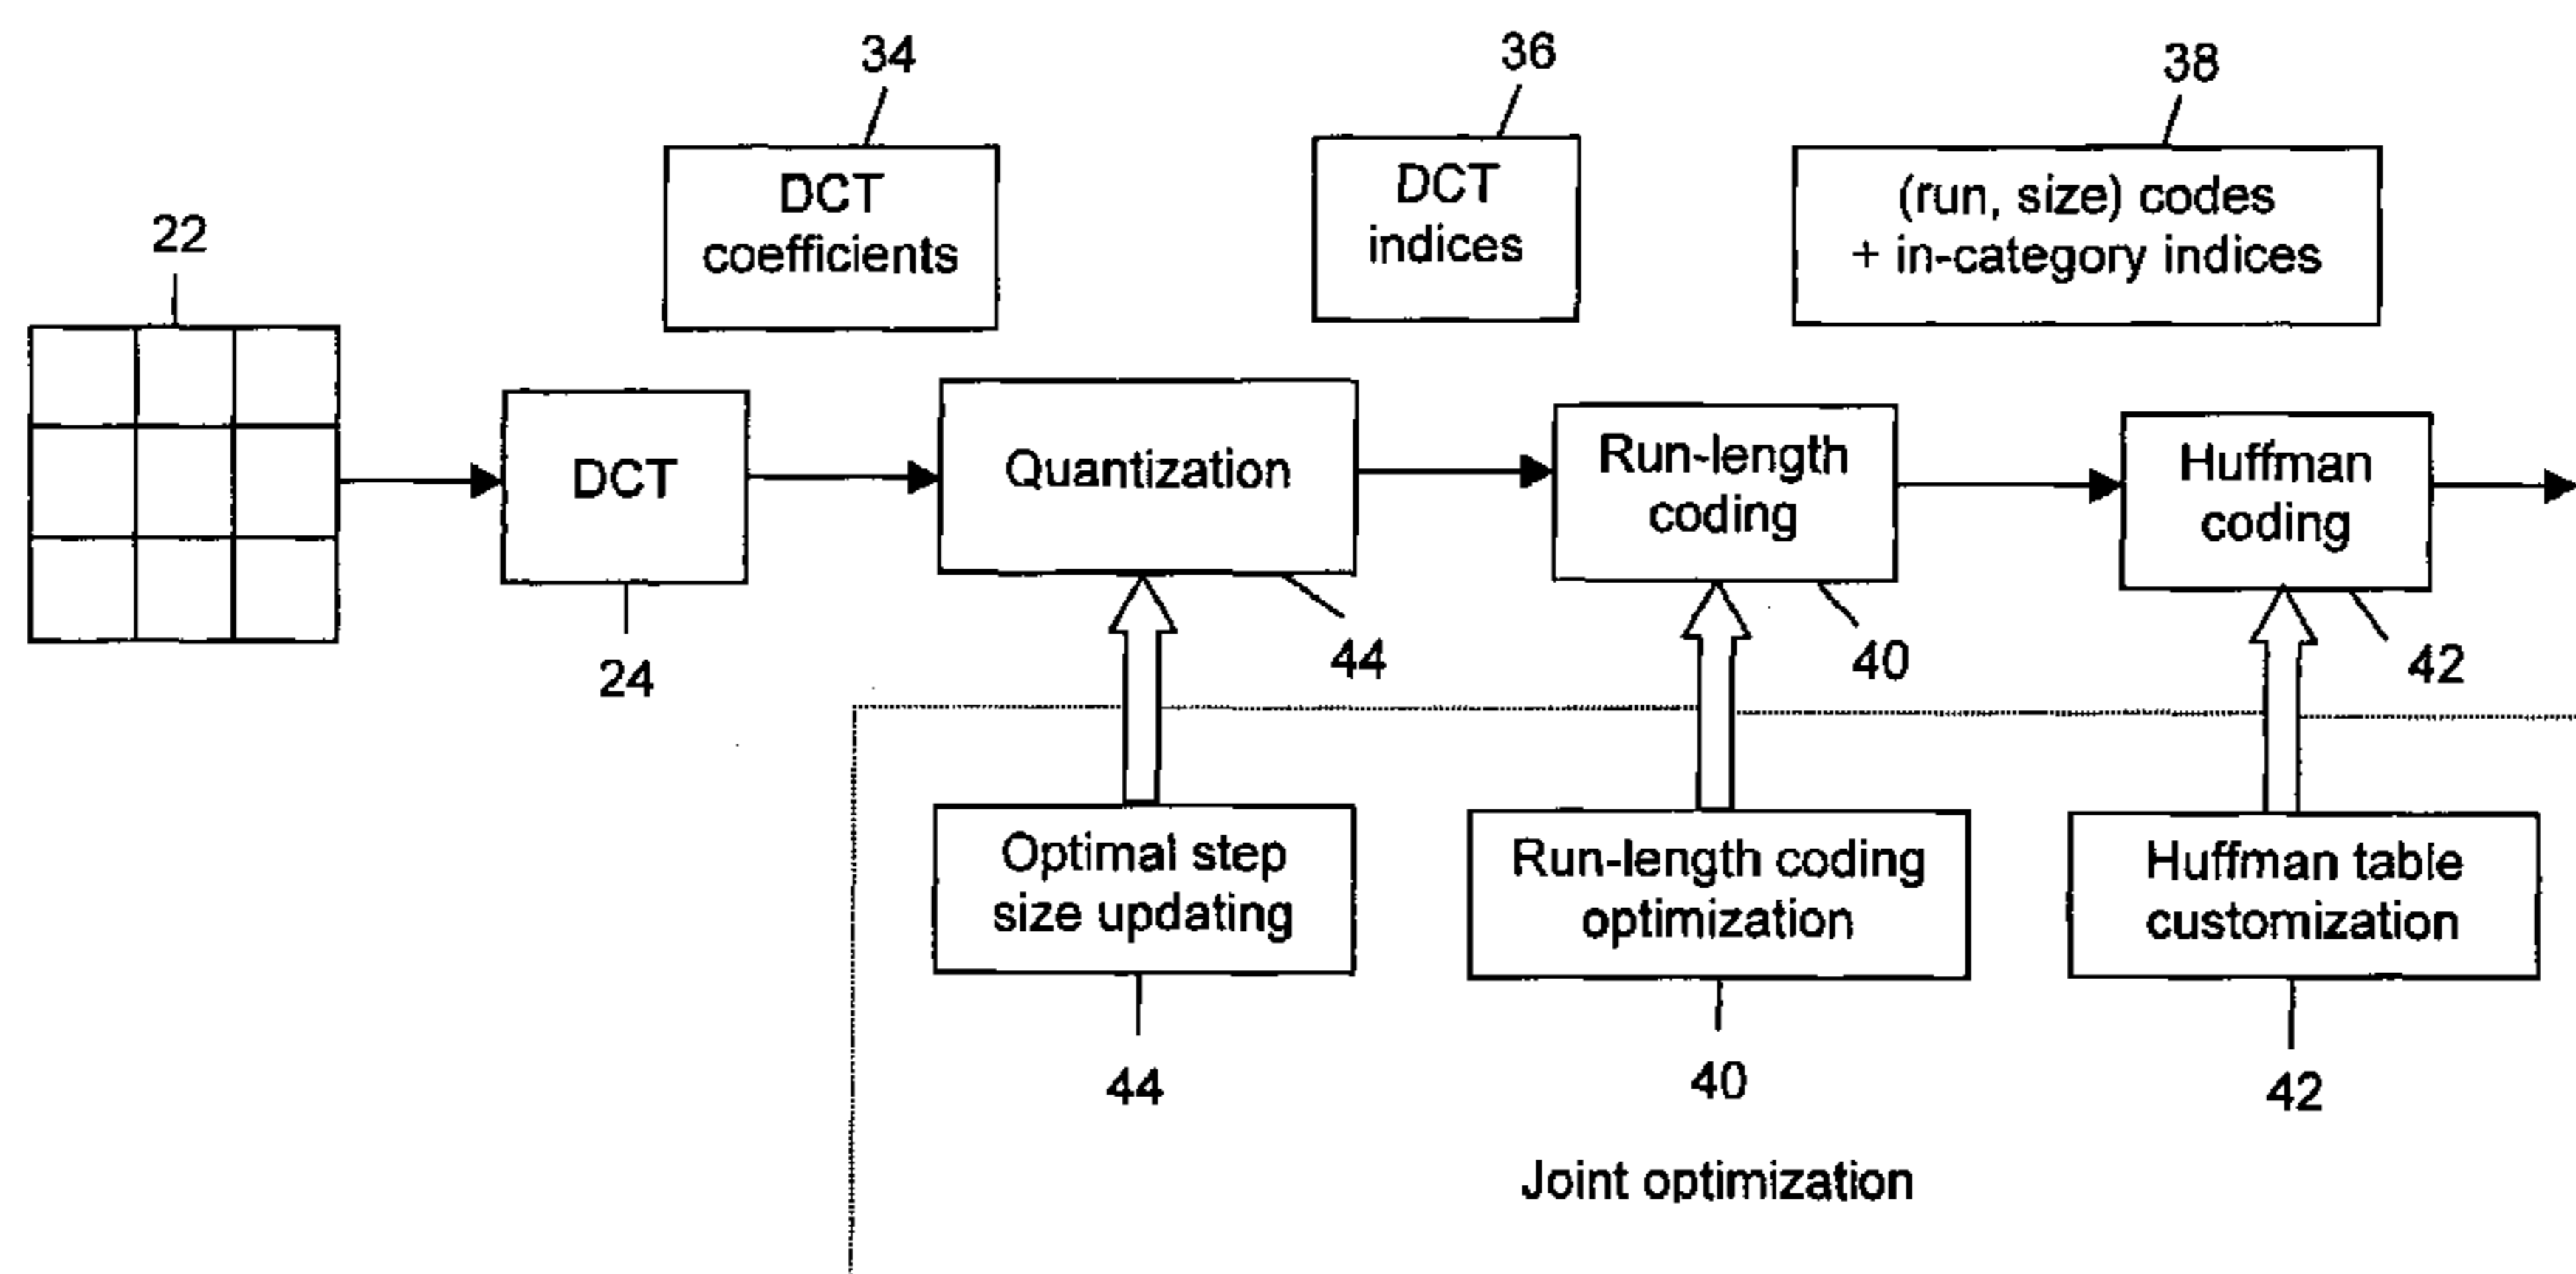 34
36
38
DCT
coefficients
DCT
indices
(run, size) codes
+ in-category indices
22
DCT
Quantization
Run-length
coding
Huffman
coding
24
44
40
42
Optimal step
size updating
Run-length coding
optimization
Huffman table
customization
44
40
42
Joint optimization